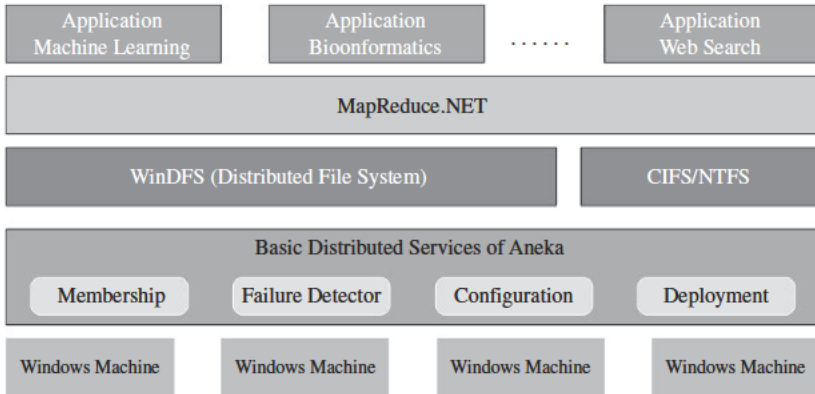 Application
Machine Learning
Application
Bioonformatics
......
Application
Web Search
MapReduce.NET
WinDFS (Distributed File System)
CIFS/NTFS
Basic Distributed Services of Aneka
Membership
Failure Detector
Configuration
Deployment
Windows Machine
Windows Machine
Windows Machine
Windows Machine